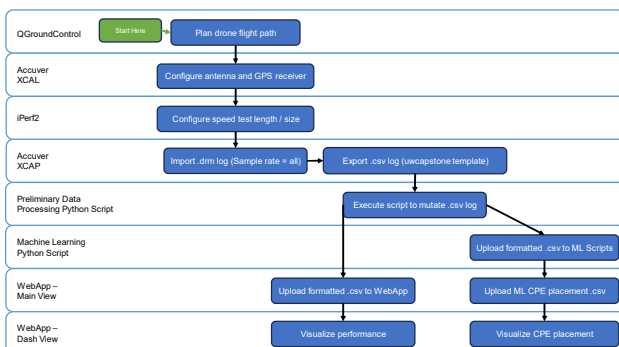 QGroundControl
Start Here
Plan drone flight path
Accuver
XCAL
Configure antenna and GPS receiver
iPerf2
Configure speed test length / size
Accuver
XCAP
Import .drm log (Sample rate = all)
Export .csv log (uwcapstone template)
Preliminary Data
Processing Python Script
Execute script to mutate .csv log
Machine Learning
Python Script
Upload formatted .csv to ML Scripts
WebApp –
Main View
Upload formatted .csv to WebApp
Upload ML CPE placement .csv
WebApp –
Dash View
Visualize performance
Visualize CPE placement